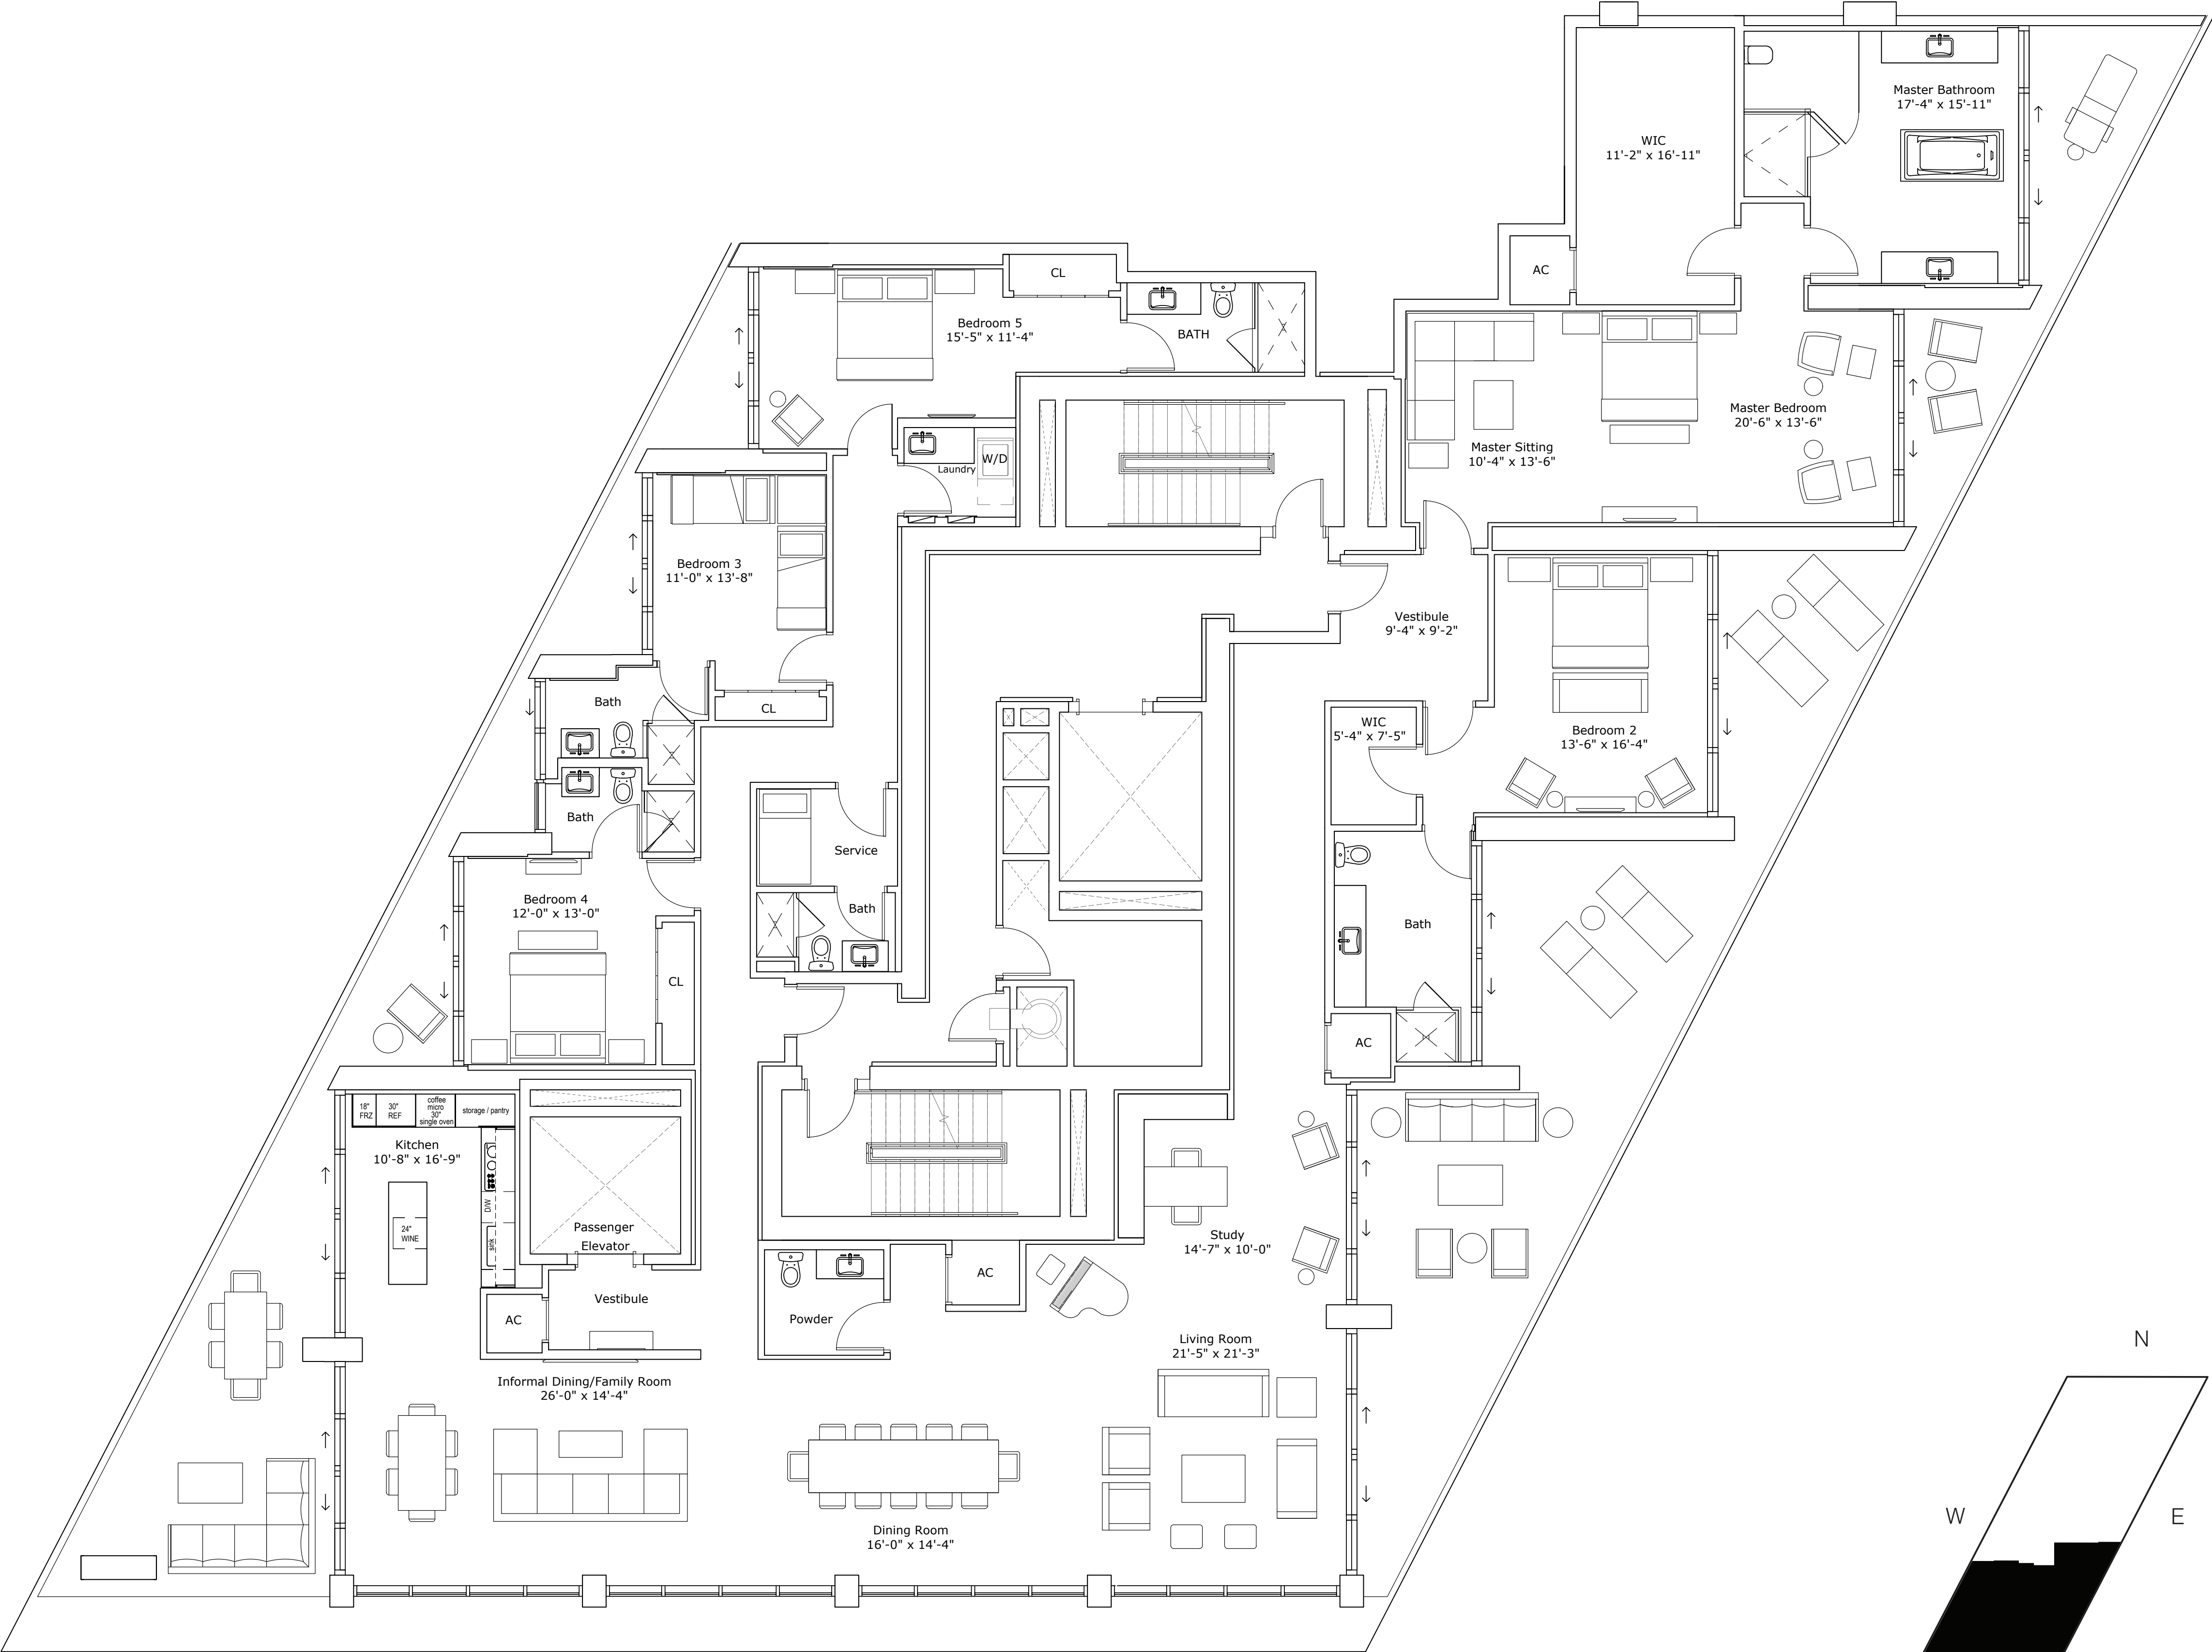 Master Bathroom
17'-4" x 15'-11"
WIC
11'-2" x 16'-11"
AC
CL
Bedroom 5
15'-5" x 11'-4"
BATH
Master Bedroom
20'-6" x 13'-6"
Master Sitting
10'-4" x 13'-6"
W/D
Laundry
Bedroom 3
11'-0" x 13'-8"
Vestibule
9'-4" x 9'-2"
Bath
CL
WIC
5'-4" x 7'-5"
Bedroom 2
13'-6" x 16'-4"
Bath
Service
Bedroom 4
12'-0" x 13'-0"
Bath
Bath
CL
AC
18"
FRZ
30"
REF
coffee
micro
30"
single oven
storage / pantry
Kitchen
10'-8" x 16'-9"
D/W
24"
WINE
sink
Passenger
Elevator
Study
14'-7" x 10'-0"
AC
Vestibule
AC
Powder
Living Room
21'-5" x 21'-3"
Informal Dining/Family Room
26'-0" x 14'-4"
Dining Room
16'-0" x 14'-4"
N
W
E